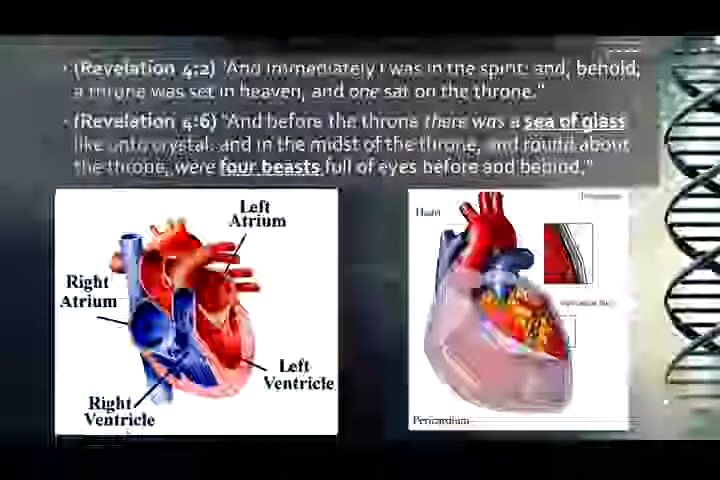 (Revelation 4:2) "And immediately I was in the spirit: and, behold,
a throne was set in heaven, and one sat on the throne."
(Revelation 4:6) "And before the throne there was a sea of glass
like unto crystal: and in the midst of the throne, and round about
the throne, were four beasts full of eyes before and behind."
Left
Atrium
Right
Atrium
Left
Ventricle
Right
Ventricle
Heart
Pericardium